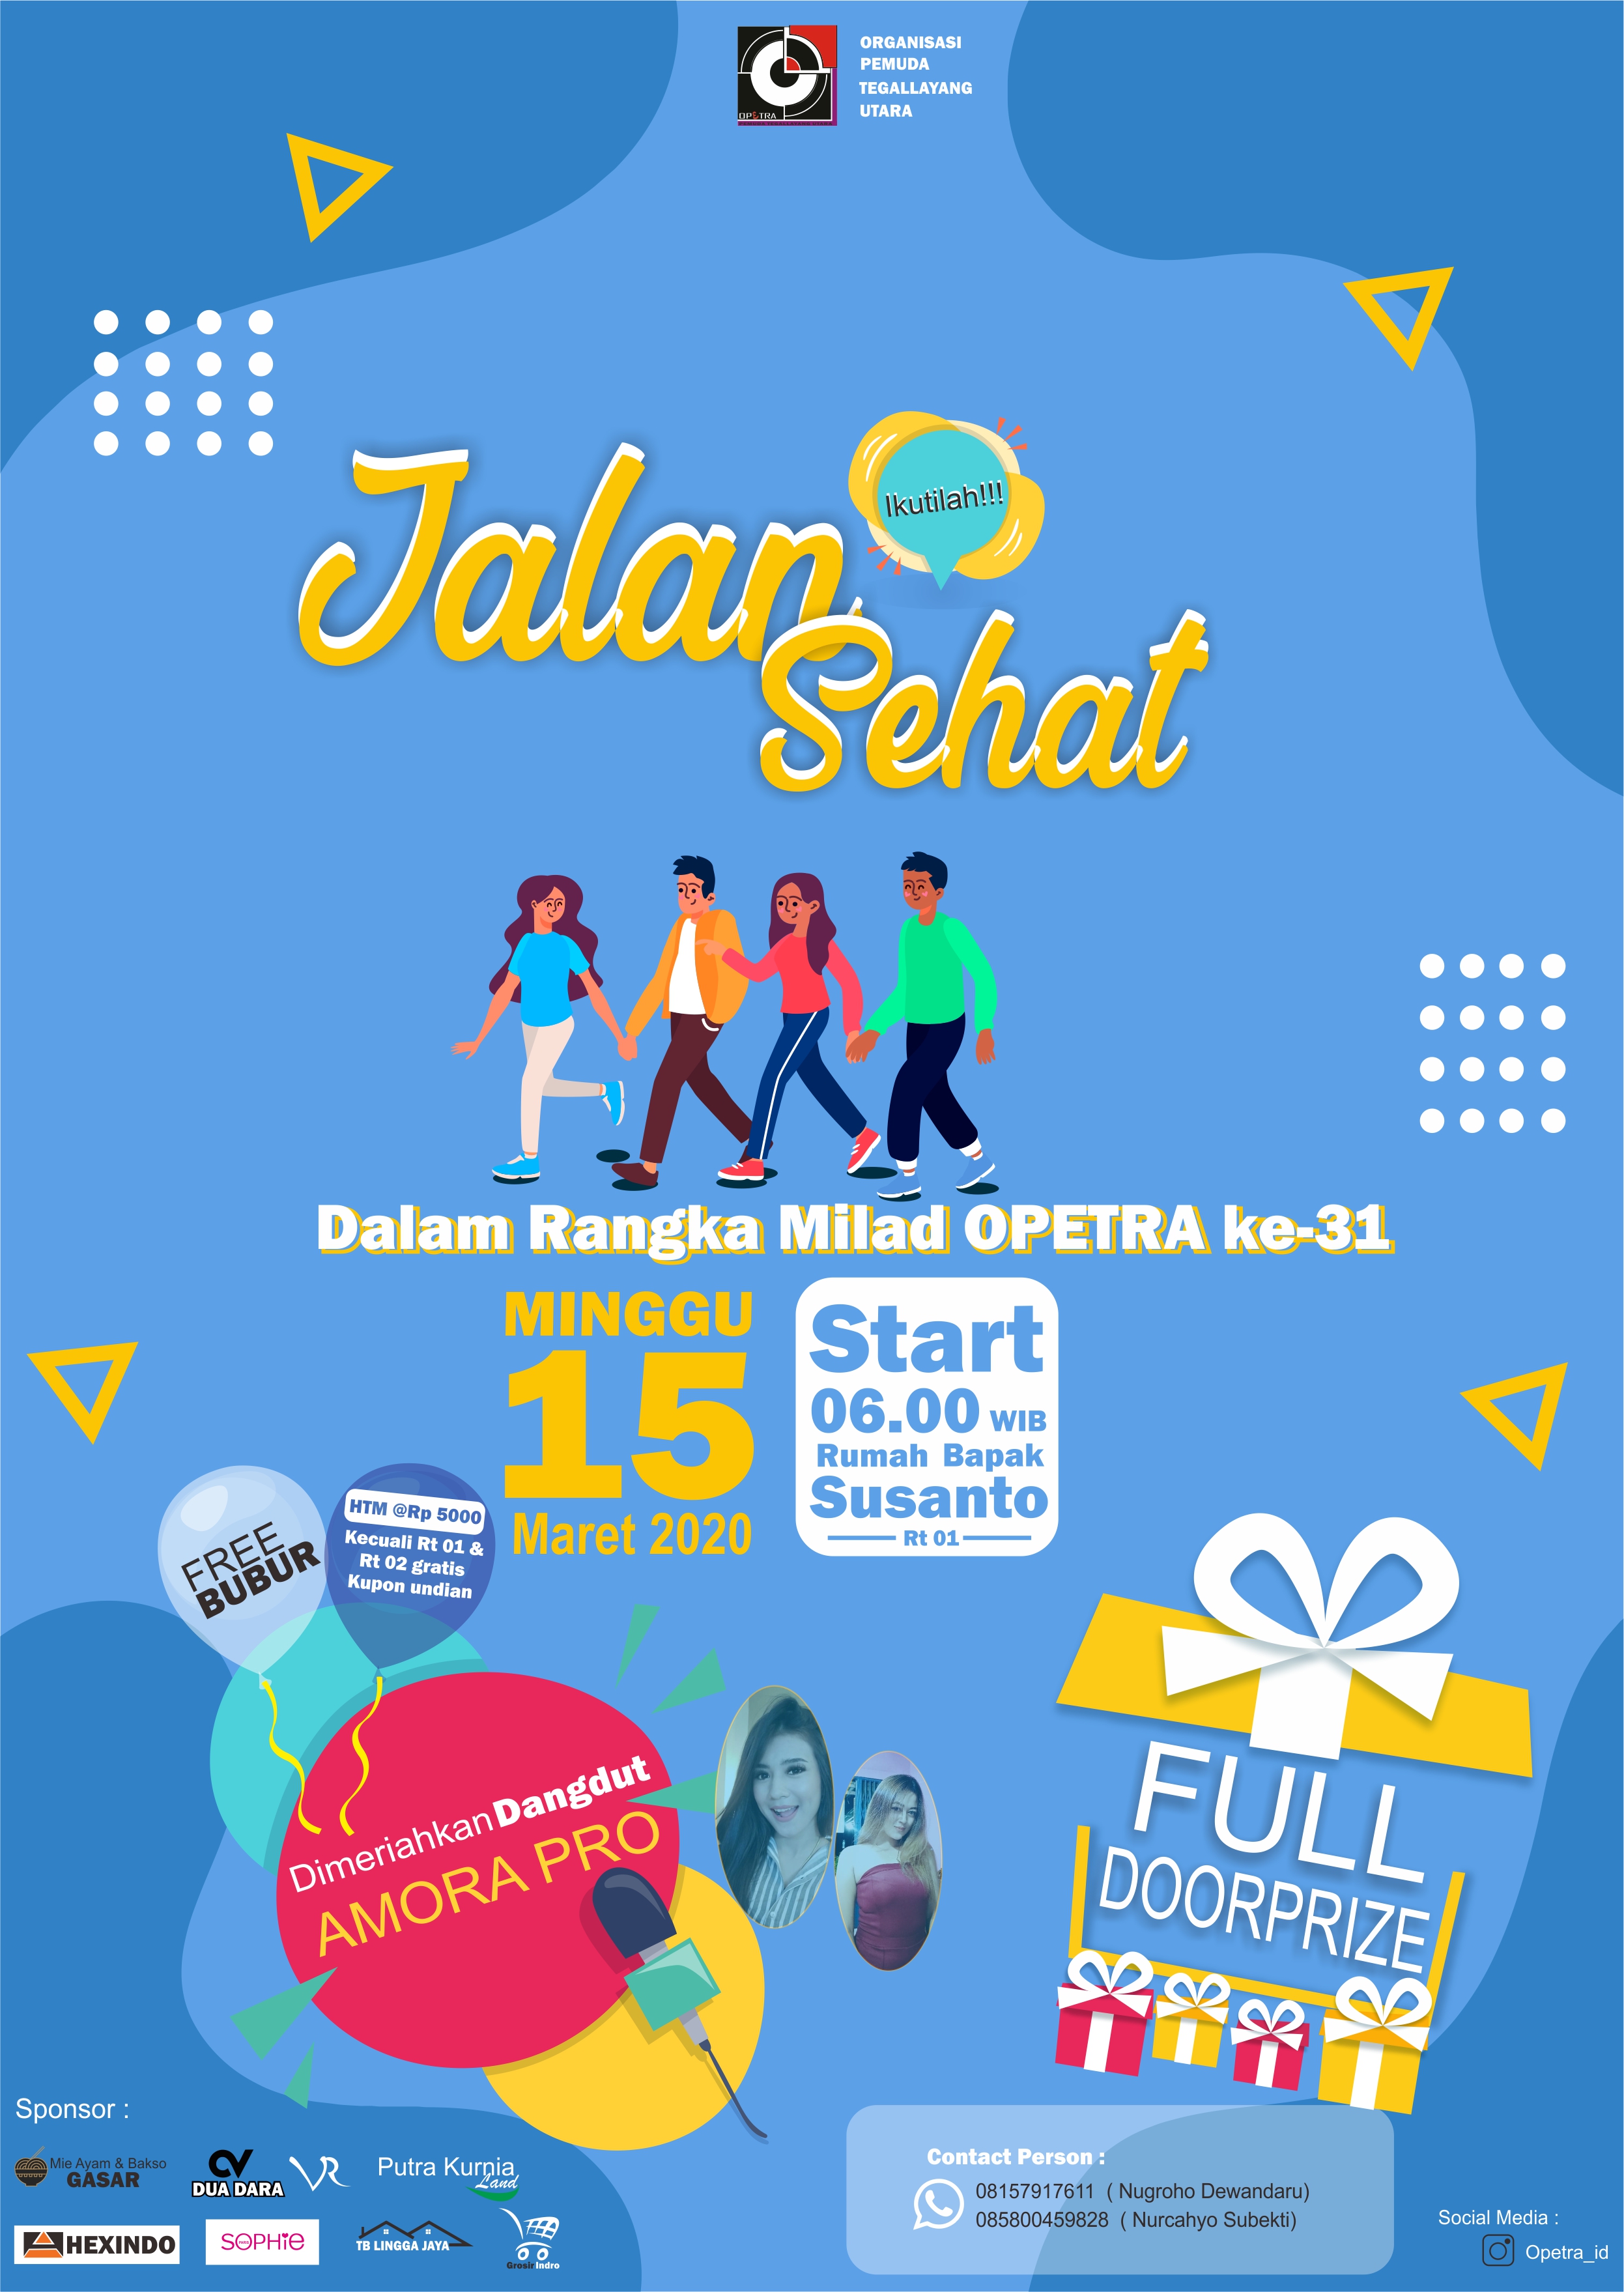 OPETRA
ORGANISASI
PEMUDA
TEGALLAYANG
UTARA
Ikutilah!!!
Jalan
Sehat
Dalam Rangka Milad OPETRA ke-31
MINGGU
15
Maret 2020
Start
06.00 WIB
Rumah Bapak
Susanto
Rt 01
FREE
BUBUR
HTM @Rp 5000
Kecuali Rt 01 &
Rt 02 gratis
Kupon undian
Dimeriahkan Dangdut
AMORA PRO
FULL
DOORPRIZE
Sponsor :
Mie Ayam & Bakso
GASAR
CV
DUA DARA
VR
Putra Kurnia
Land
HEXINDO
SOPHIE
PARIS
TB LINGGA JAYA
Grosir Indro
Contact Person :
08157917611 ( Nugroho Dewandaru)
085800459828 ( Nurcahyo Subekti)
Social Media :
Opetra_id